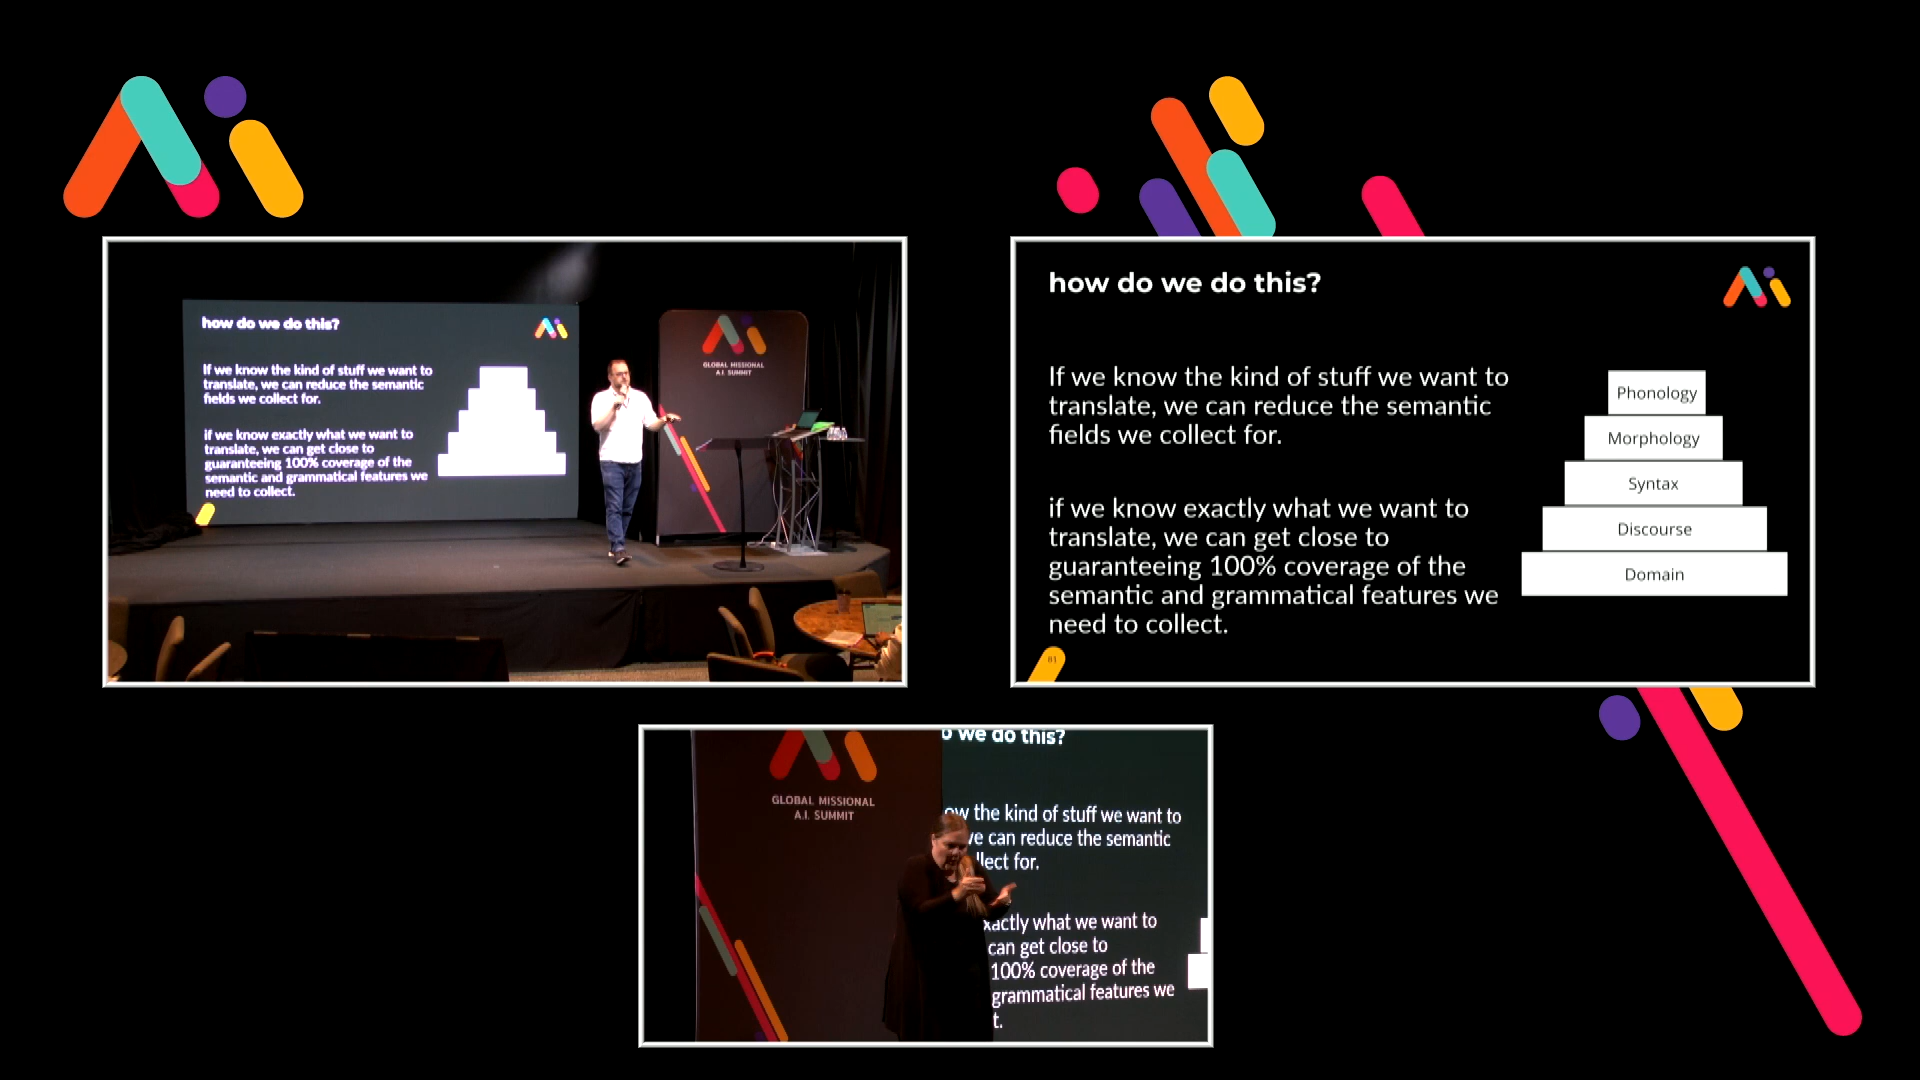 how do we do this?
If we know the kind of stuff we want to
translate, we can reduce the semantic
fields we collect for.
if we know exactly what we want to
translate, we can get close to
guaranteeing 100% coverage of the
semantic and grammatical features we
need to collect.
GLOBAL MISSIONAL
A.I. SUMMIT
how do we do this?
If we know the kind of stuff we want to
translate, we can reduce the semantic
fields we collect for.
if we know exactly what we want to
translate, we can get close to
guaranteeing 100% coverage of the
semantic and grammatical features we
need to collect.
Phonology
Morphology
Syntax
Discourse
Domain
81
o we do this?
GLOBAL MISSIONAL
A.I. SUMMIT
ow the kind of stuff we want to
ve can reduce the semantic
llect for.
xactly what we want to
can get close to
100% coverage of the
grammatical features we
t.